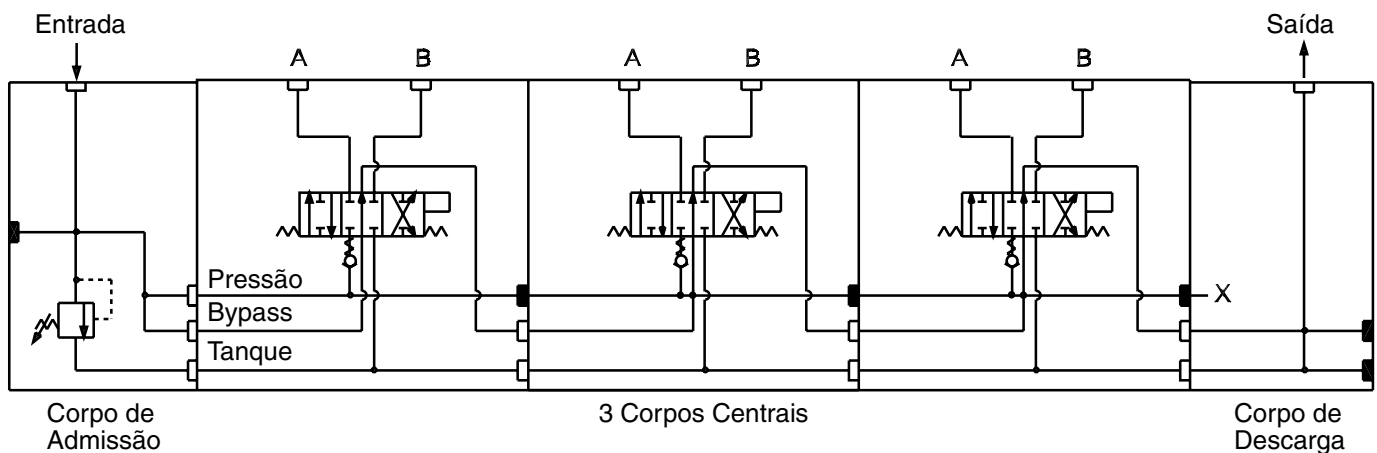 Entrada
Saída
A
B
A
B
A
B
Pressão
X
Bypass
Tanque
Corpo de
Admissão
3 Corpos Centrais
Corpo de
Descarga